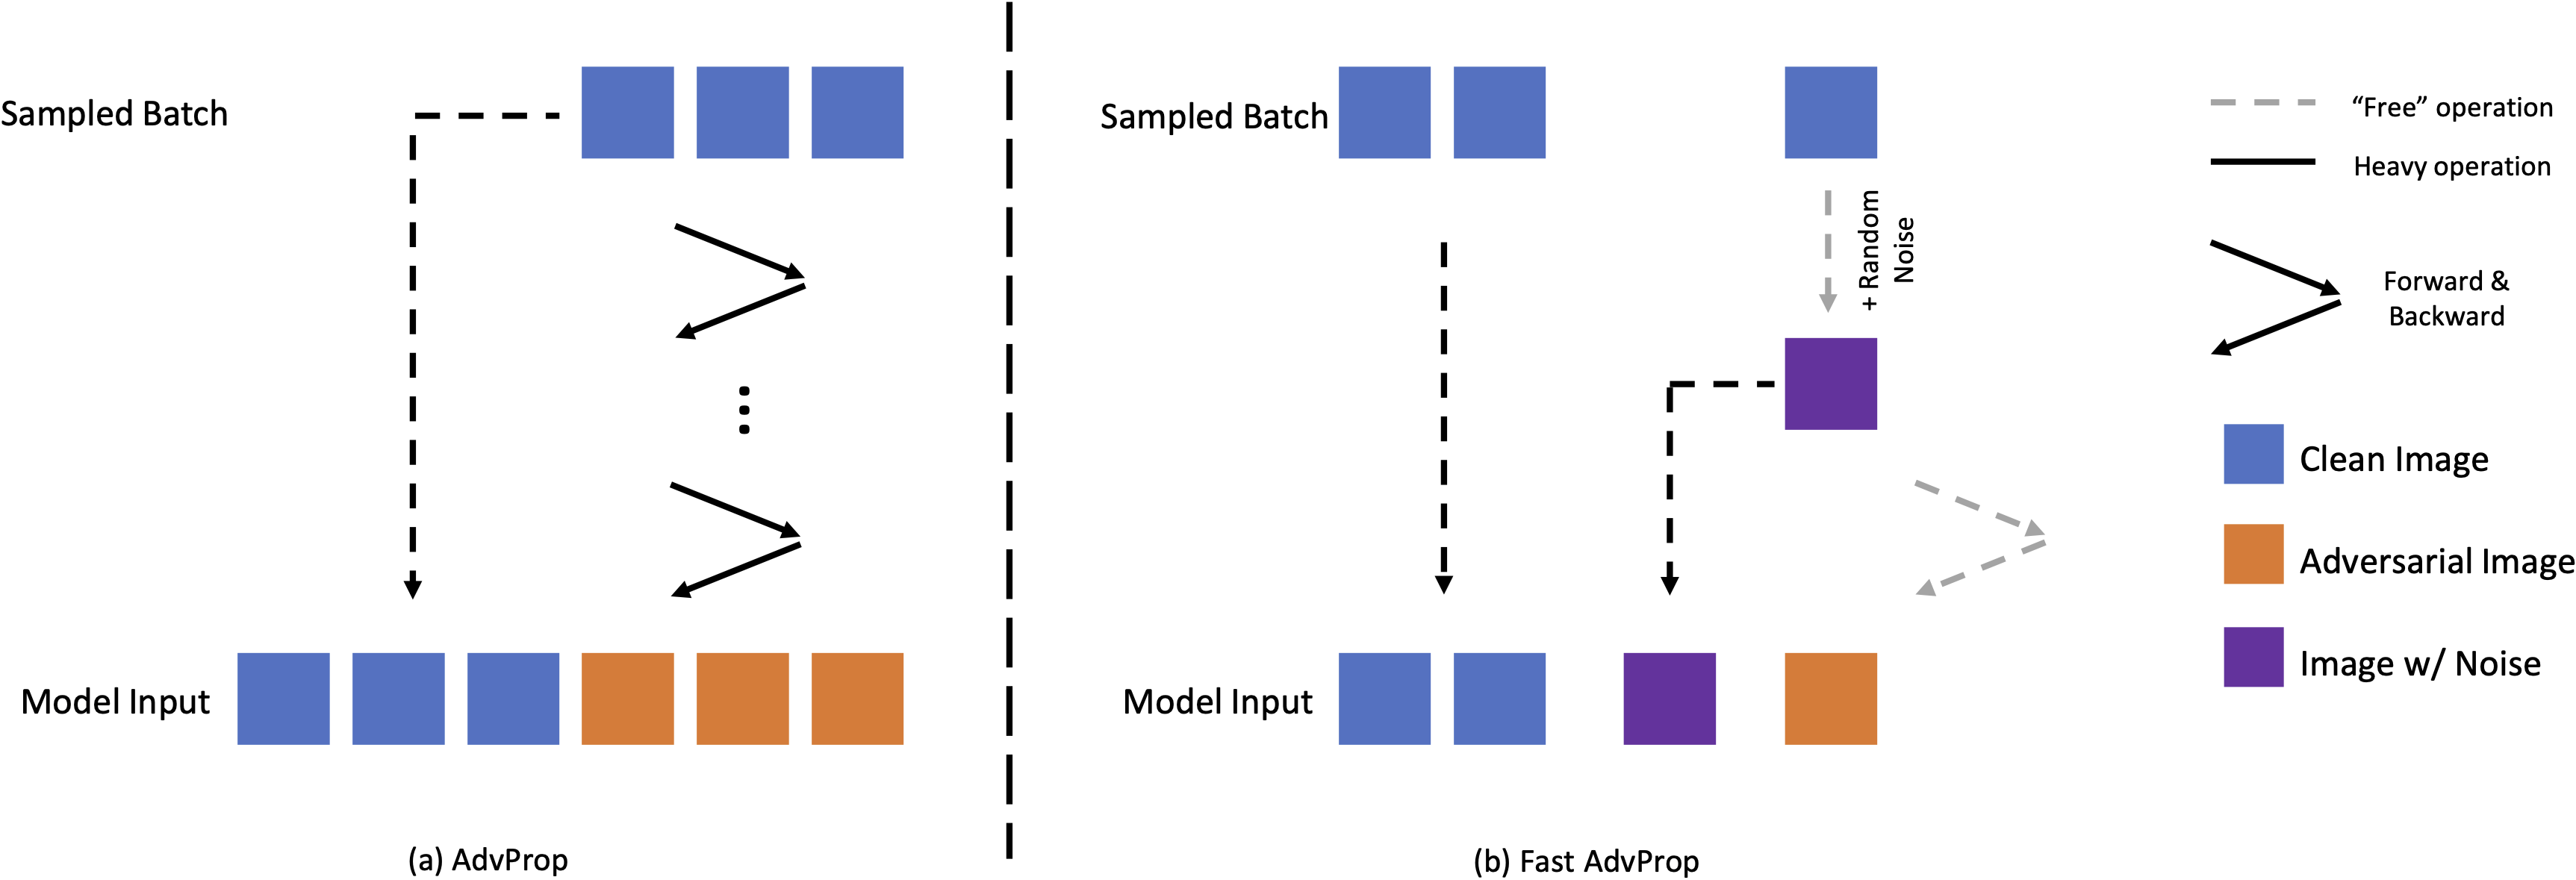 Sampled Batch
Model Input
(a) AdvProp
Sampled Batch
+ Random
Noise
Model Input
(b) Fast AdvProp
“Free” operation
Heavy operation
Forward &
Backward
Clean Image
Adversarial Image
Image w/ Noise